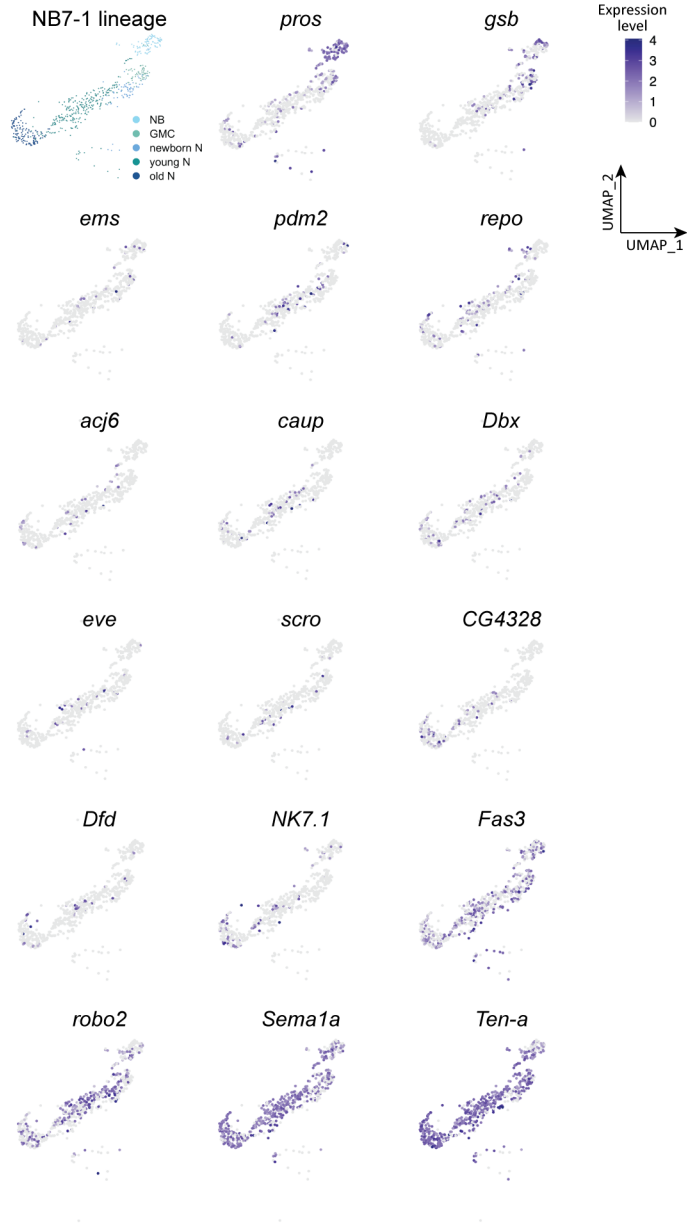 NB7-1 lineage
pros
gsb
Expression
level
4
3
2
1
0
NB
GMC
newborn N
young N
old N
UMAP_2
UMAP_1
ems
pdm2
repo
acj6
caup
Dbx
eve
scro
CG4328
Dfd
NK7.1
Fas3
robo2
Sema1a
Ten-a